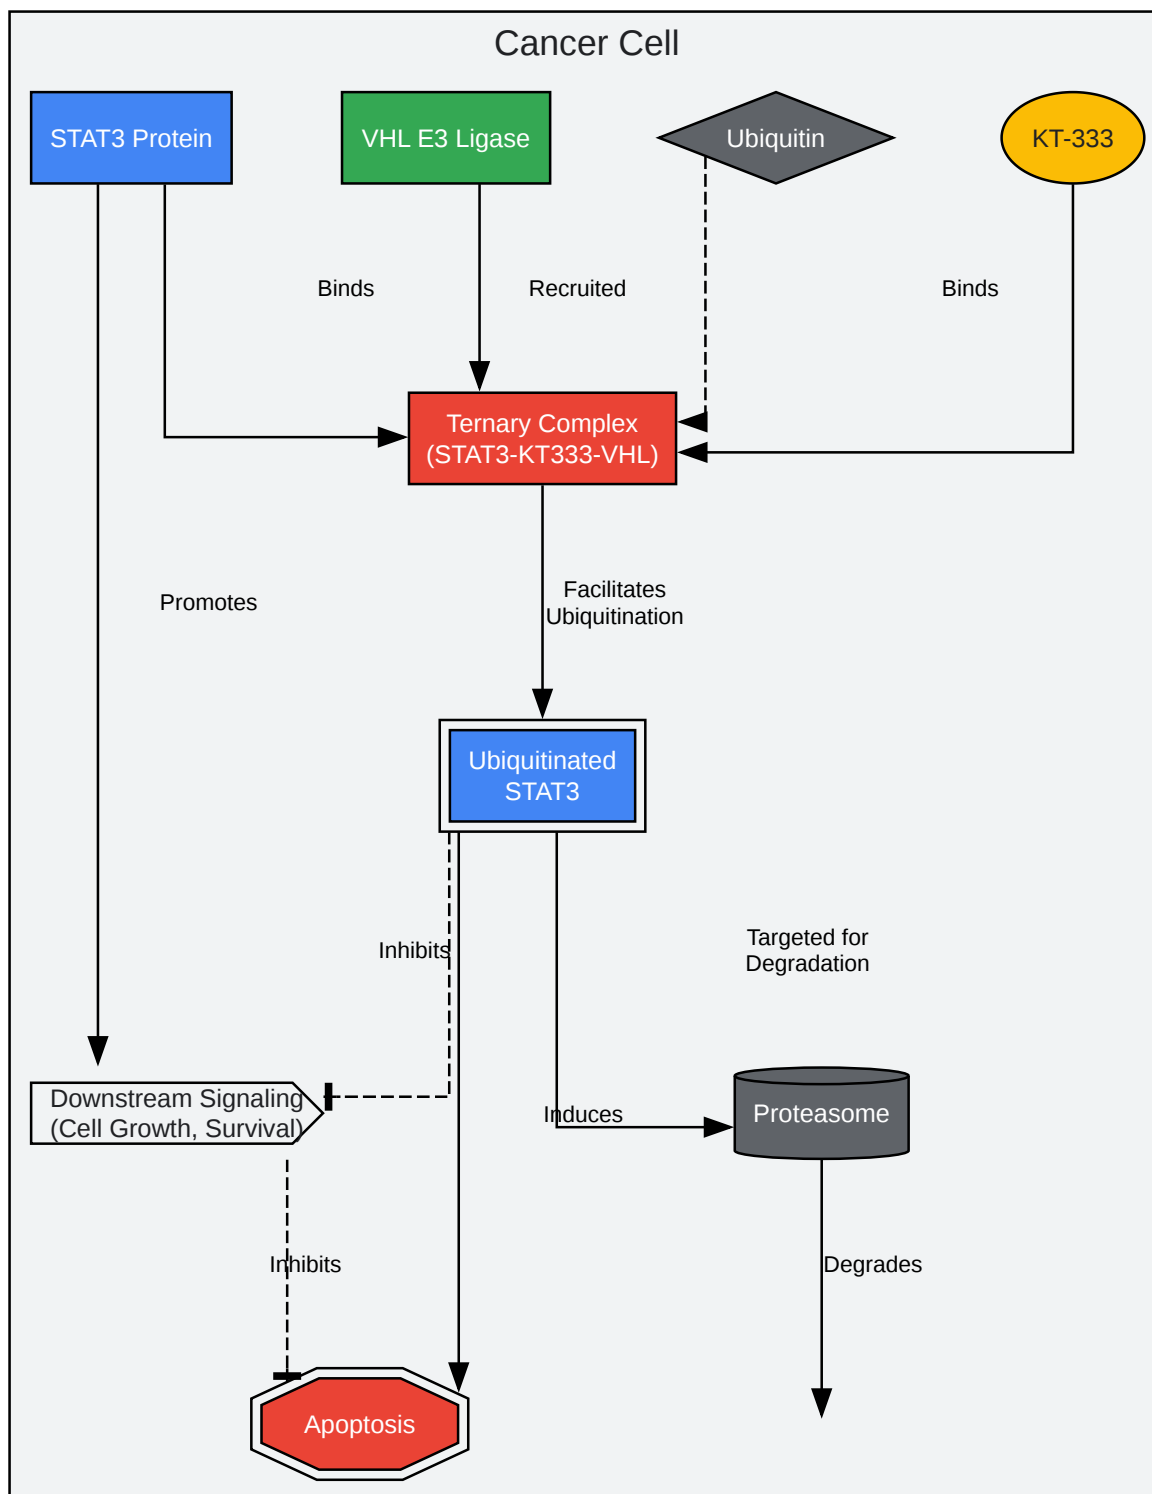 Cancer Cell
STAT3 Protein
VHL E3 Ligase
Ubiquitin
KT-333
Binds
Recruited
Binds
Ternary Complex
(STAT3-KT333-VHL)
Promotes
Facilitates
Ubiquitination
Ubiquitinated
STAT3
Inhibits
Targeted for
Degradation
Downstream Signaling
(Cell Growth, Survival)
Induces
Proteasome
Inhibits
Degrades
Apoptosis